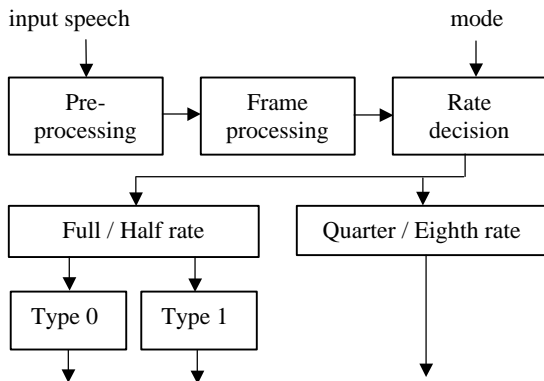 input speech
mode
Pre-
processing
Frame
processing
Rate
decision
Full / Half rate
Quarter / Eighth rate
Type 0
Type 1